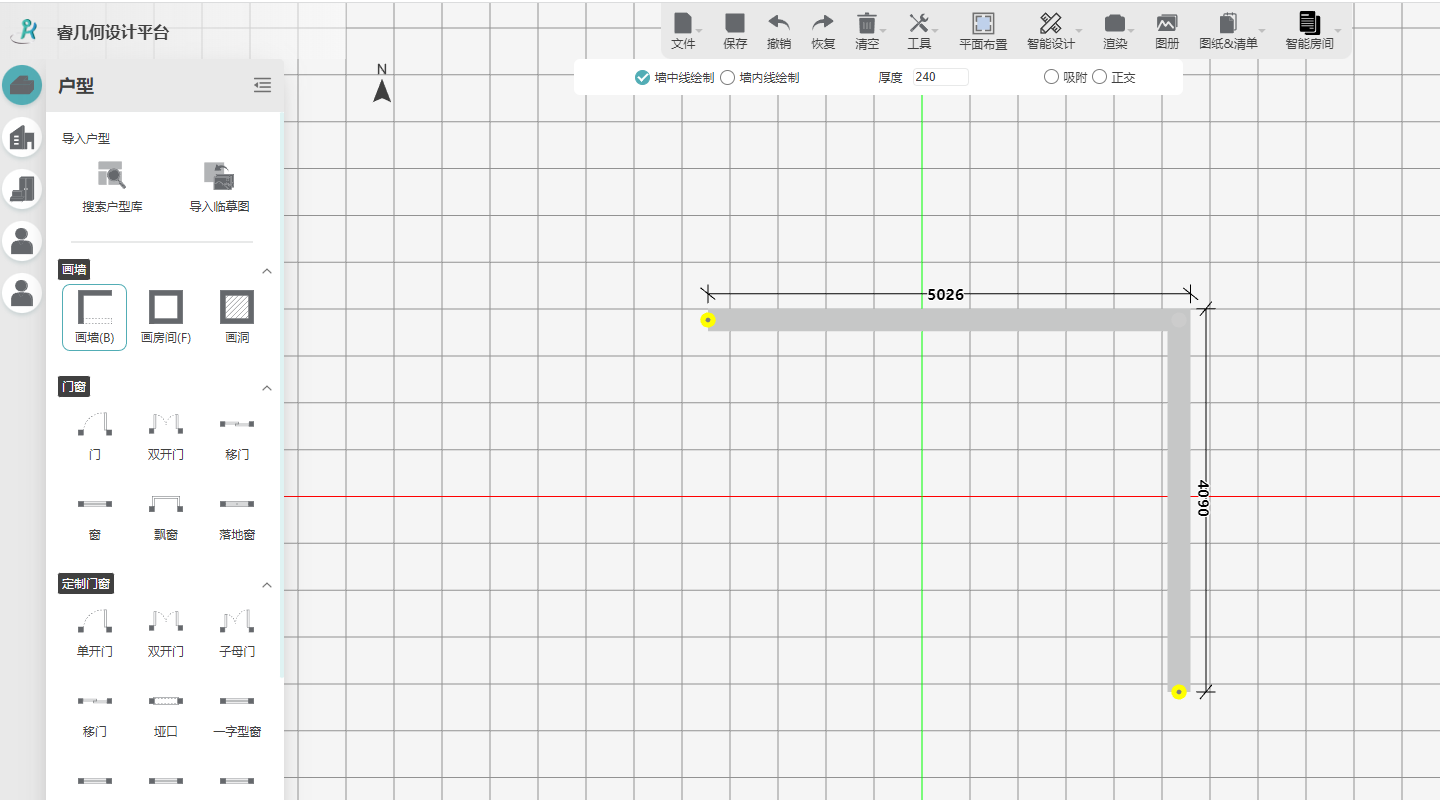 睿几何设计平台
文件
保存
撤销
恢复
清空
工具
平面布置
智能设计
渲染
图册
图纸&清单
智能房间
墙中线绘制
墙内线绘制
厚度
240
吸附
正交
户型
N
导入户型
搜索户型库
导入临摹图
画墙
画墙(B)
画房间(F)
画洞
门窗
门
双开门
移门
窗
飘窗
落地窗
定制门窗
单开门
双开门
子母门
移门
垭口
一字型窗
5026
4090